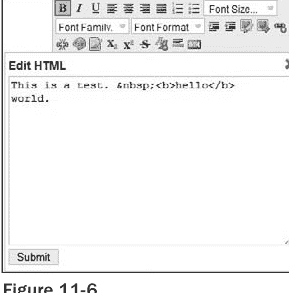 B I U Font Size...
Font Family. Font Format
Edit HTML
This is a test. &nbsp;<b>hello</b>
world.
Submit
Figure 11-6